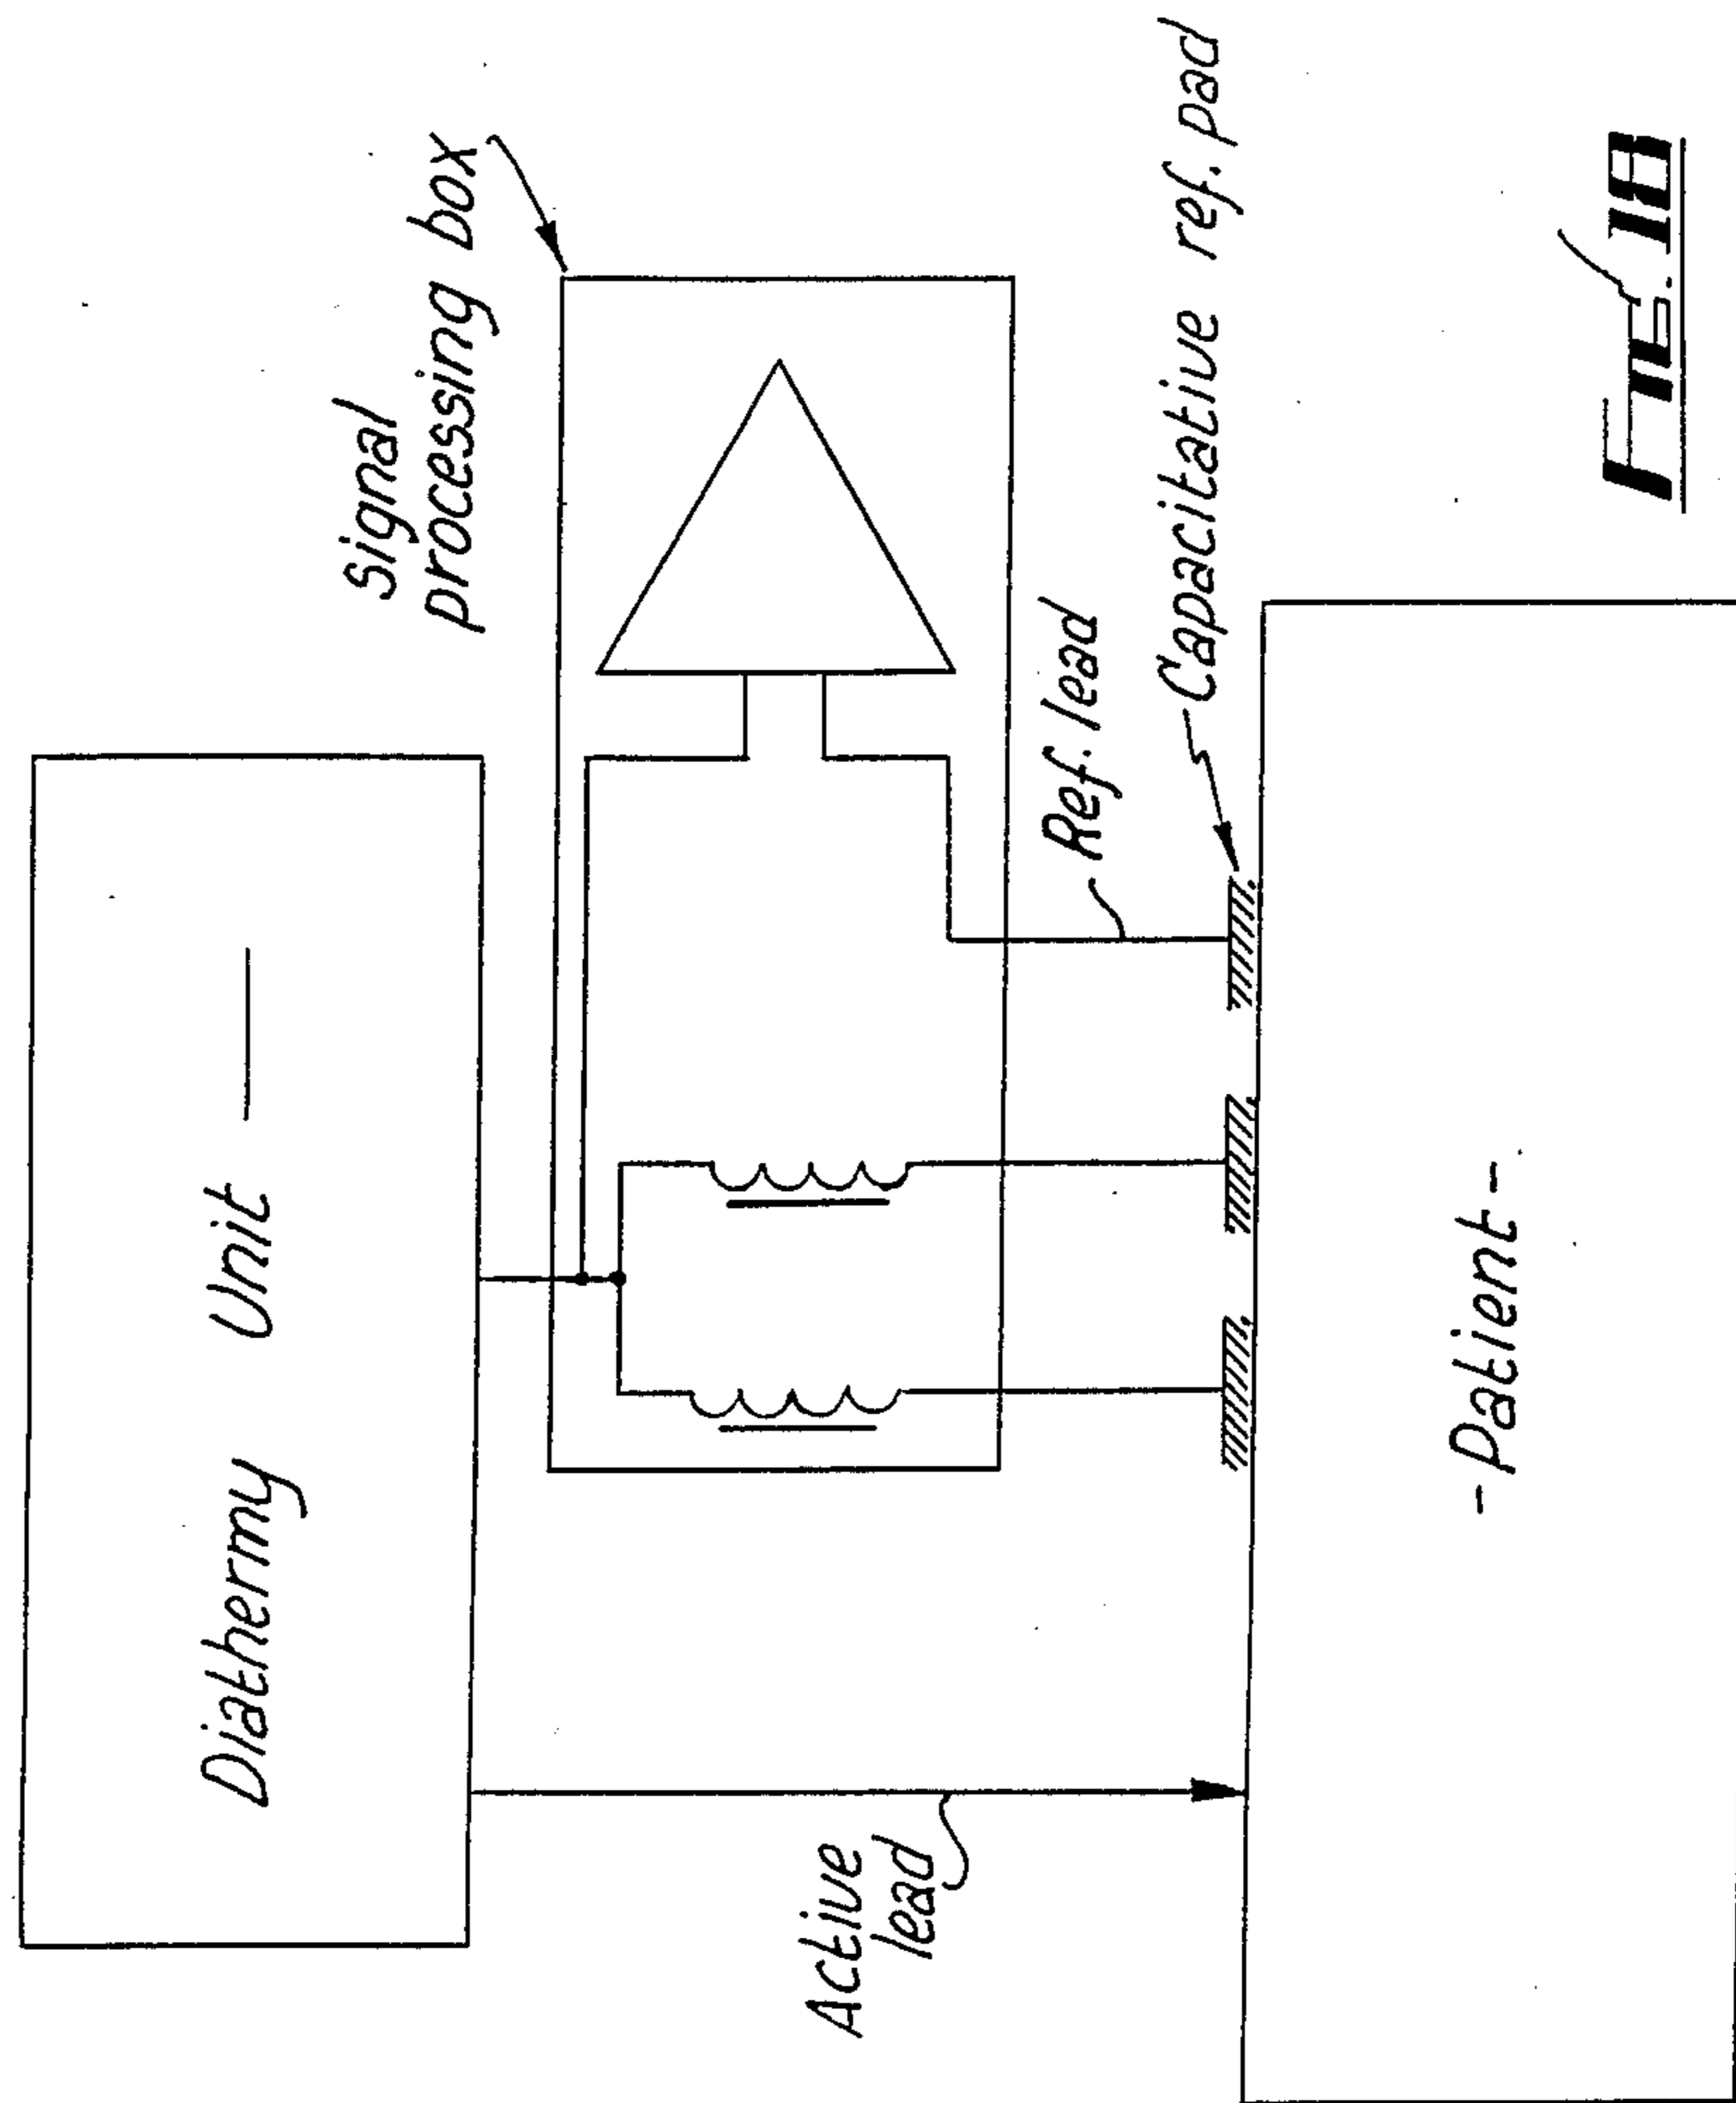 Diathermy Unit —
signal
processing box
Active
lead
Ref. lead
Capacitative ref. pad
-Patient-
FIG. 18